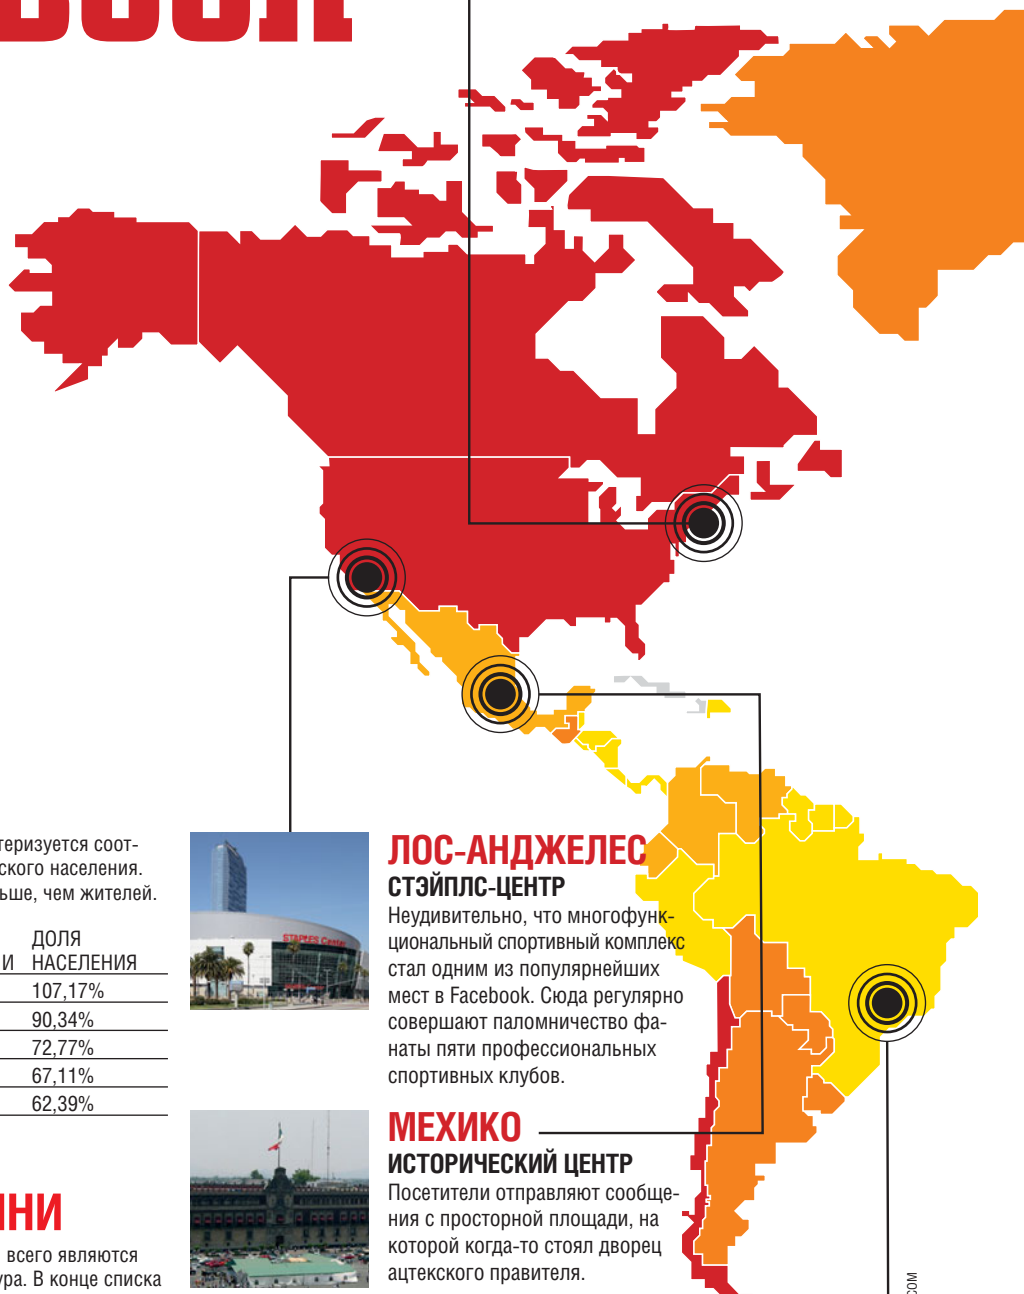 теризуется соот-
ского населения.
ьше, чем жителей.
ДОЛЯ
И НАСЕЛЕНИЯ
107,17%
90,34%
72,77%
67,11%
62,39%
НИ
всего являются
ура. В конце списка
STAPLES Center
ЛОС-АНДЖЕЛЕС
СТЭЙПЛС-ЦЕНТР
Неудивительно, что многофунк-
циональный спортивный комплекс
стал одним из популярнейших
мест в Facebook. Сюда регулярно
совершают паломничество фа-
наты пяти профессиональных
спортивных клубов.
МЕХИКО
ИСТОРИЧЕСКИЙ ЦЕНТР
Посетители отправляют сообще-
ния с просторной площади, на
которой когда-то стоял дворец
ацтекского правителя.